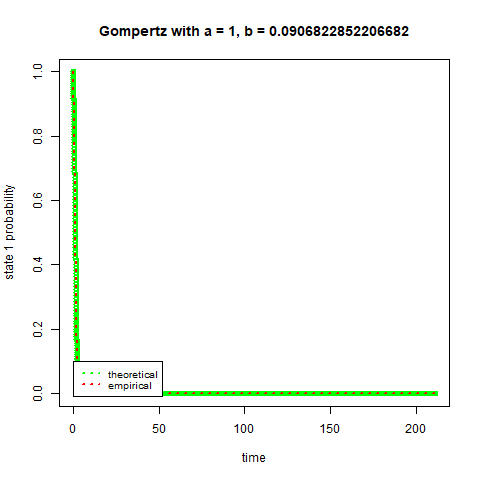 Gompertz with a = 1, b = 0.0906822852206682
state 1 probability
1.0
0.8
0.6
0.4
0.2
0.0
theoretical
empirical
0 50 100 150 200
time